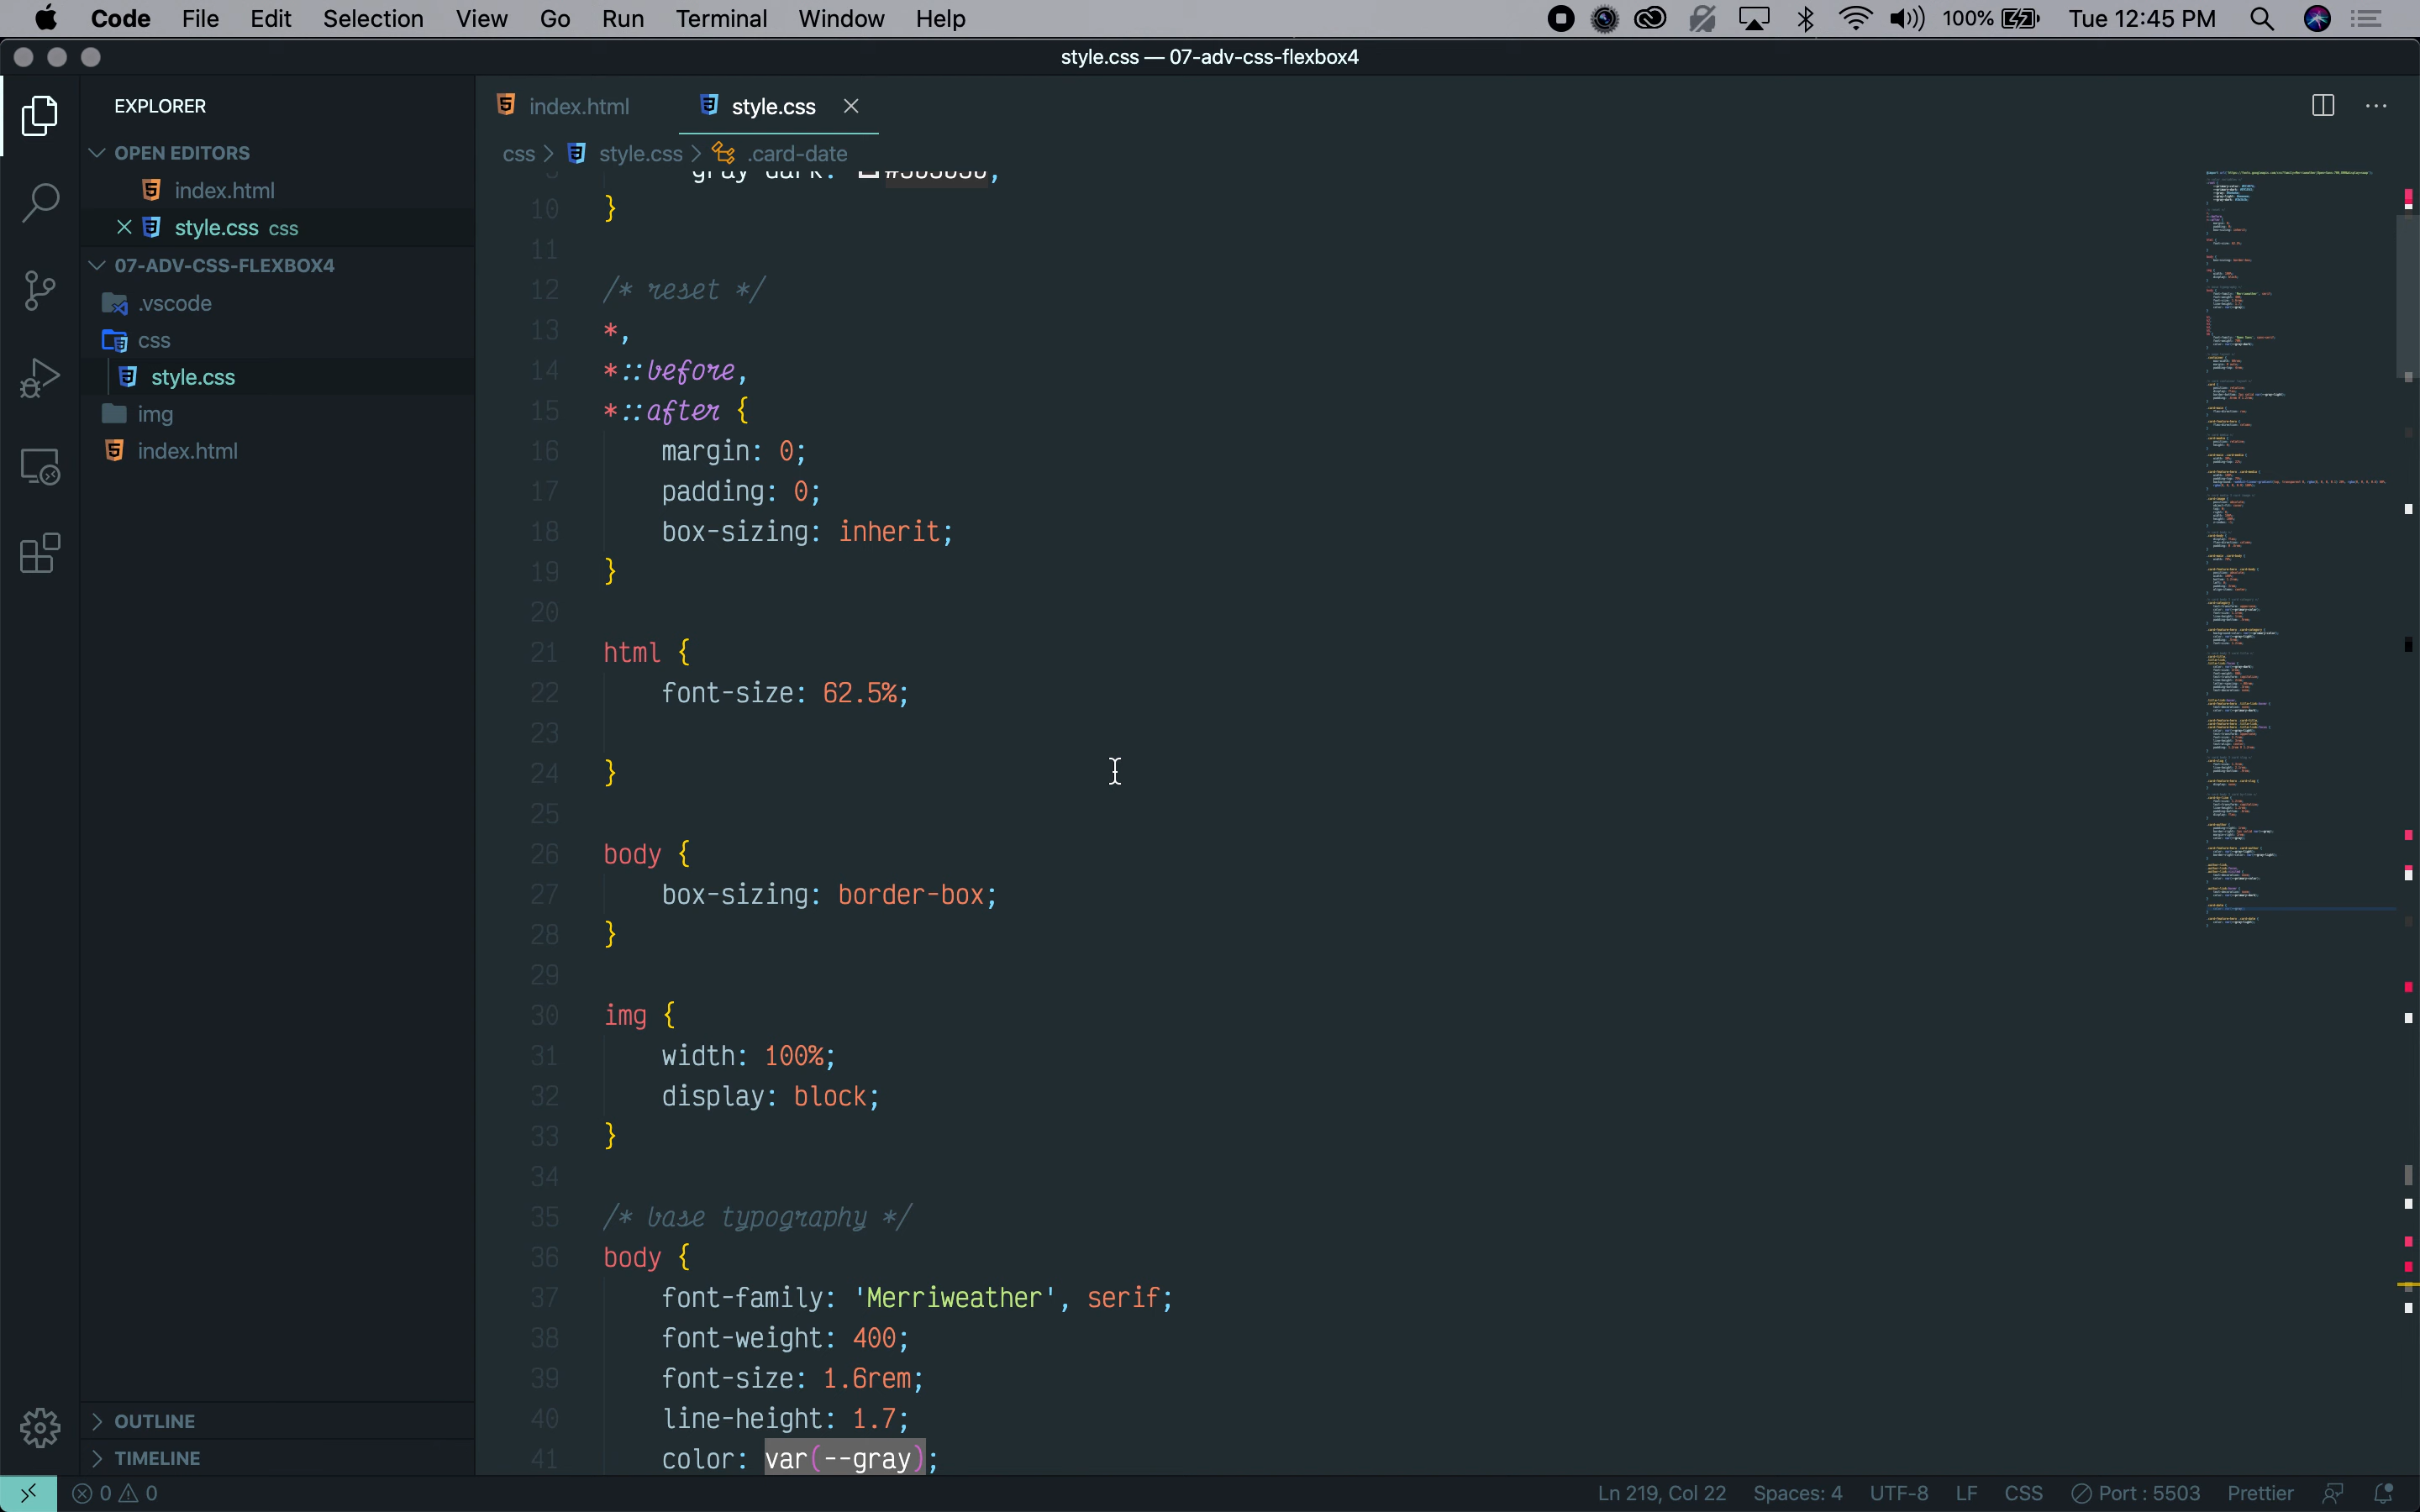 Code File Edit Selection View Go Run Terminal Window Help 100% Tue 12:45 PM
style.css — 07-adv-css-flexbox4
EXPLORER
OPEN EDITORS
index.html
style.css css
07-ADV-CSS-FLEXBOX4
.vscode
css
style.css
img
index.html
OUTLINE
TIMELINE
index.html style.css
css > style.css > .card-date
10 }
11
12 /* reset */
13 *,
14 *::before,
15 *::after {
16 margin: 0;
17 padding: 0;
18 box-sizing: inherit;
19 }
20
21 html {
22 font-size: 62.5%;
23
24 }
25
26 body {
27 box-sizing: border-box;
28 }
29
30 img {
31 width: 100%;
32 display: block;
33 }
34
35 /* base typography */
36 body {
37 font-family: 'Merriweather', serif;
38 font-weight: 400;
39 font-size: 1.6rem;
40 line-height: 1.7;
41 color: var(--gray);
0 0 Ln 219, Col 22 Spaces: 4 UTF-8 LF CSS Port : 5503 Prettier